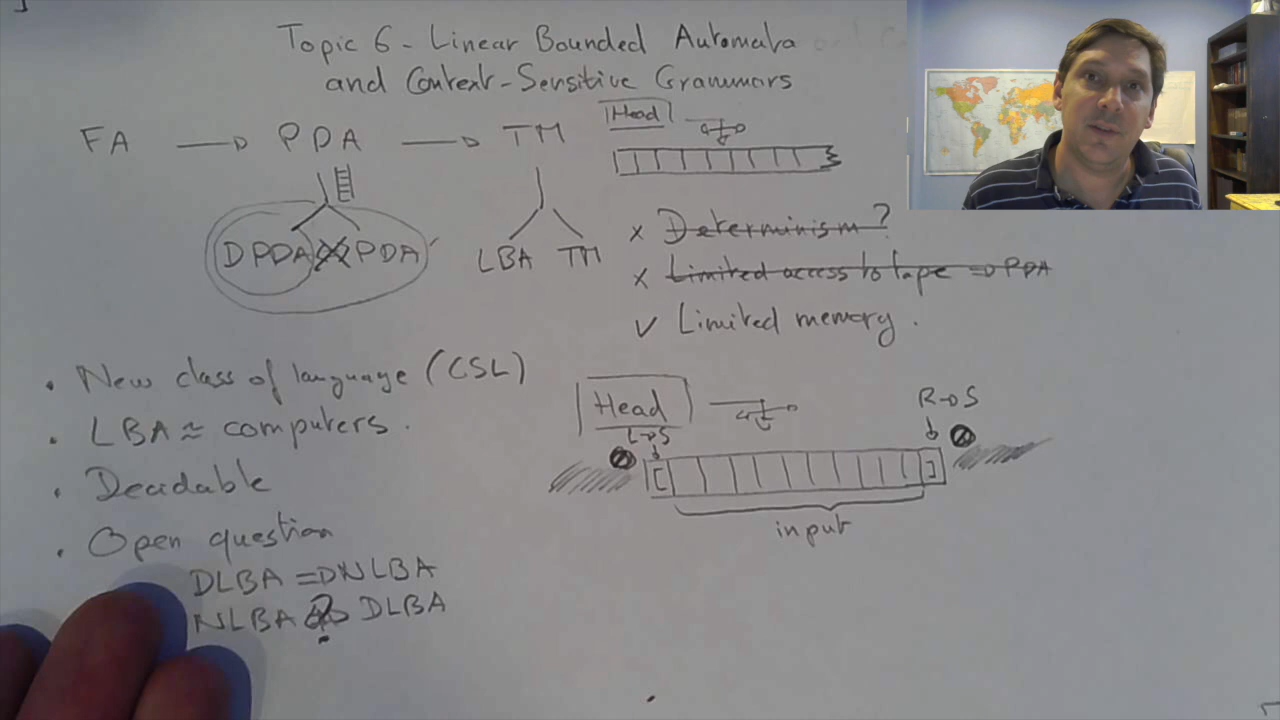 Topic 6 - Linear Bounded Automata
and Context-Sensitive Grammars
FA → PDA → TM
Head
DPDA PDA
LBA TM
x Determinism?
x Limited access to tape ⇒ PDA
v Limited memory.
• New class of language (CSL)
• LBA ≈ computers.
• Decidable
• Open question
DLBA ⇒ NLBA
NLBA ? DLBA
Head
L→S
R→S
[ ]
input